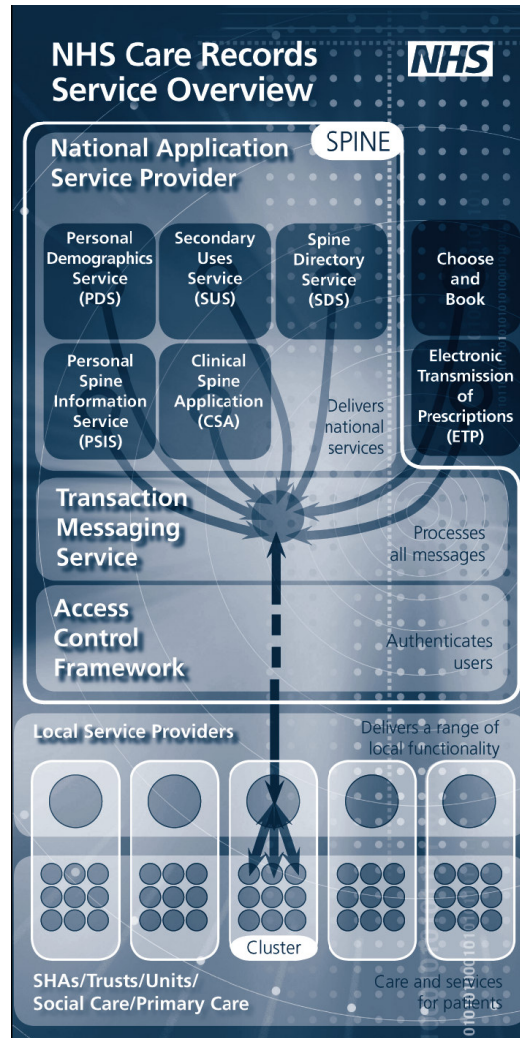 NHS Care Records
Service Overview
NHS
SPINE
National Application
Service Provider
Personal
Demographics
Service
(PDS)
Secondary
Uses
Service
(SUS)
Spine
Directory
Service
(SDS)
Choose
and
Book
Personal
Spine
Information
Service
(PSIS)
Clinical
Spine
Application
(CSA)
Delivers
national
services
Electronic
Transmission
of
Prescriptions
(ETP)
Transaction
Messaging
Service
Processes
all messages
Access
Control
Framework
Authenticates
users
Local Service Providers
Delivers a range of
local functionality
Cluster
SHAs/Trusts/Units/
Social Care/Primary Care
Care and services
for patients